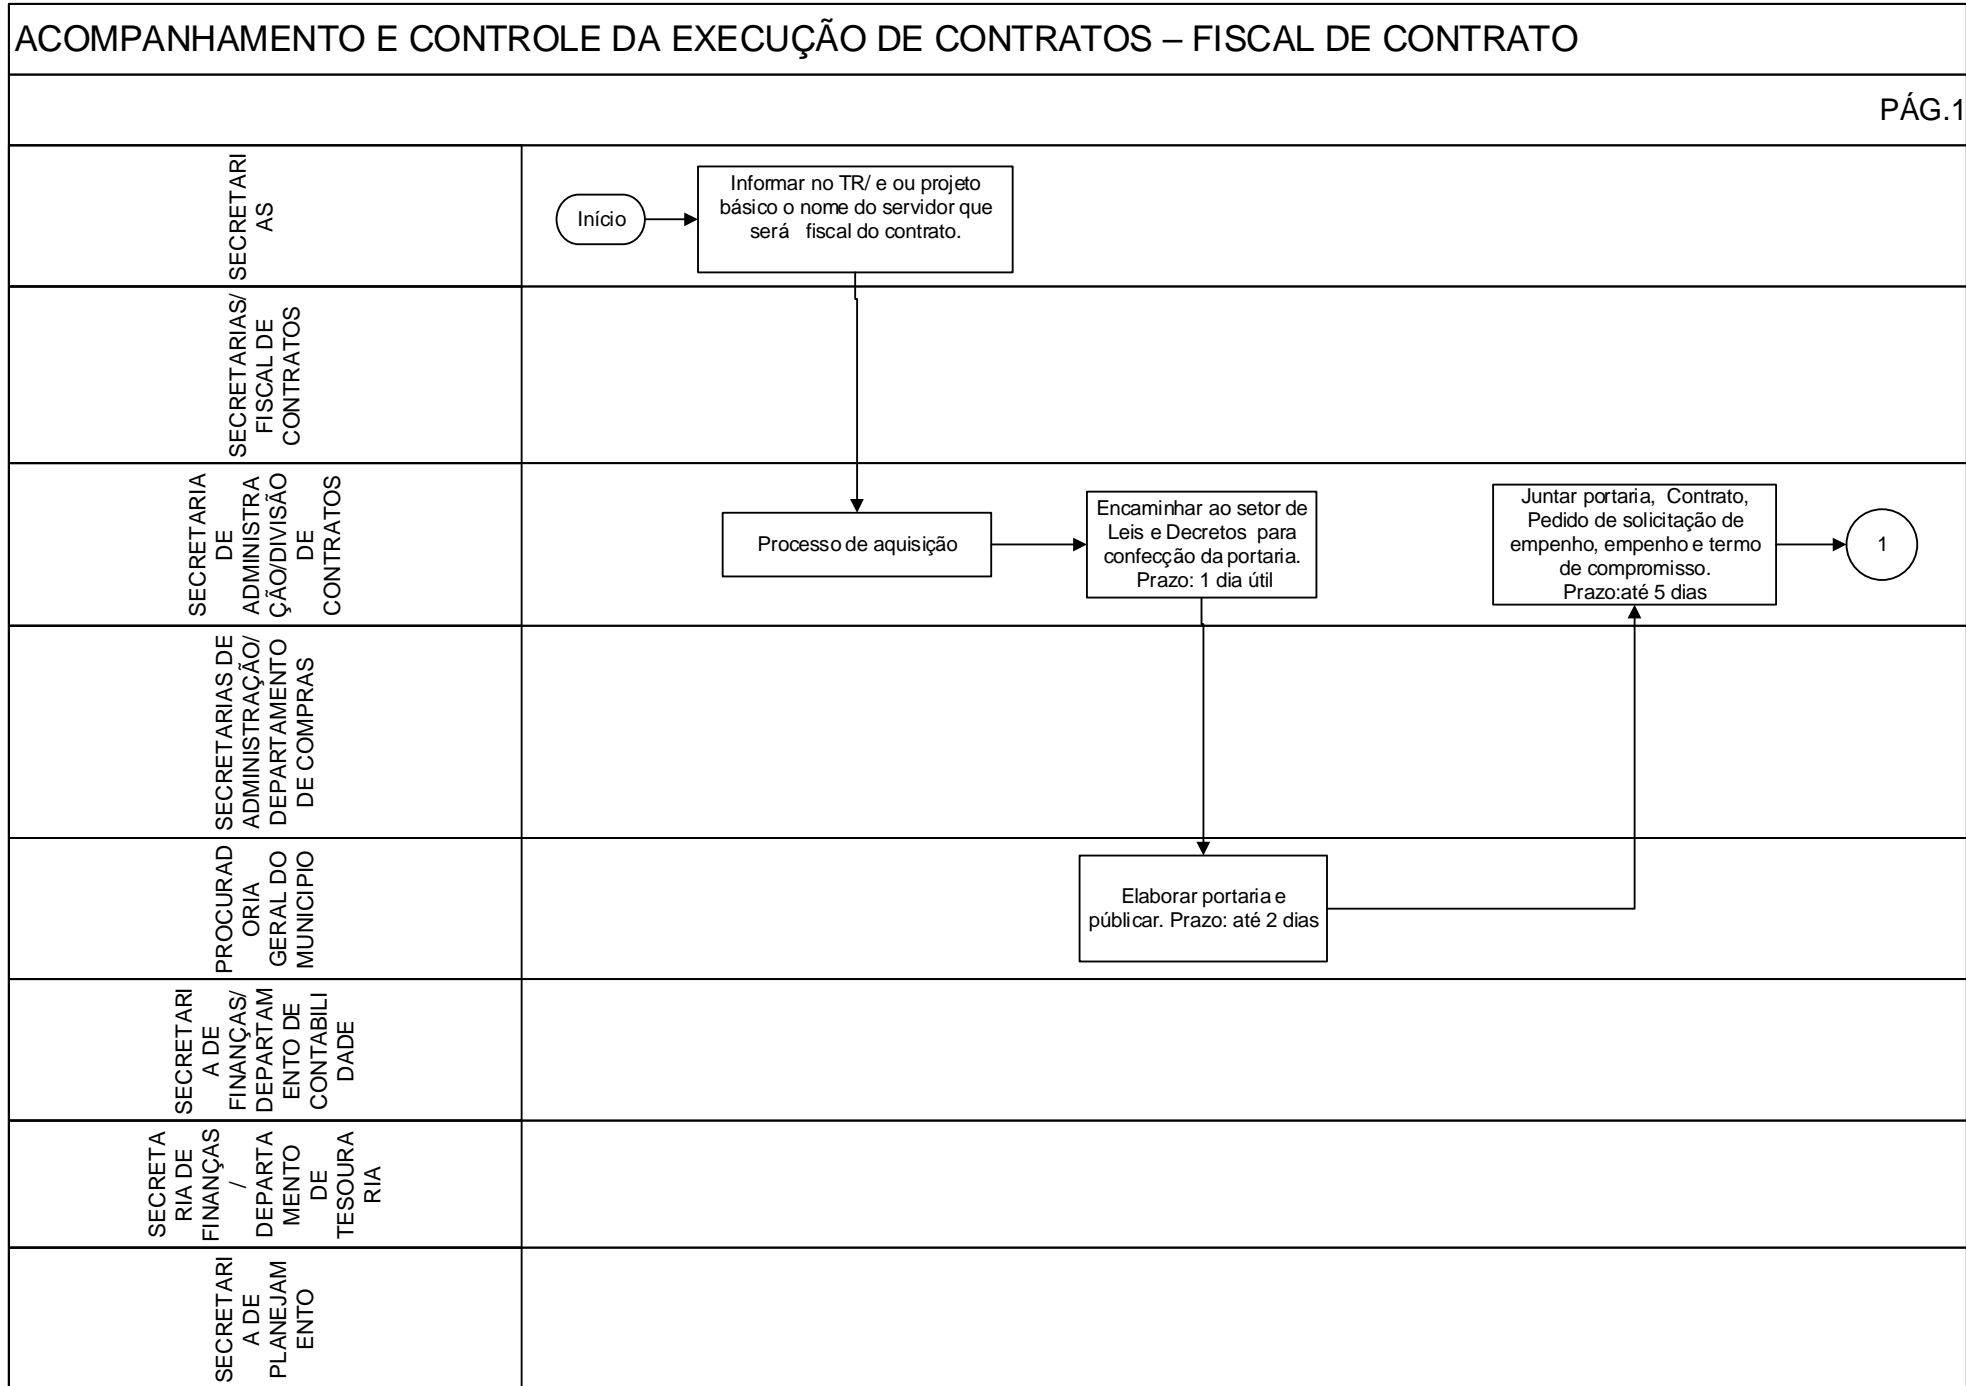 ACOMPANHAMENTO E CONTROLE DA EXECUÇÃO DE CONTRATOS – FISCAL DE CONTRATO
PÁG.1
SECRETARI
AS
Início
Informar no TR/ e ou projeto
básico o nome do servidor que
será fiscal do contrato.
SECRETARIAS/
FISCAL DE
CONTRATOS
SECRETARIA
DE
ADMINISTRA
ÇÃO/DIVISÃO
DE
CONTRATOS
Processo de aquisição
Encaminhar ao setor de
Leis e Decretos para
confecção da portaria.
Prazo: 1 dia útil
Juntar portaria, Contrato,
Pedido de solicitação de
empenho, empenho e termo
de compromisso.
Prazo:até 5 dias
1
SECRETARIAS DE
ADMINISTRAÇÃO/
DEPARTAMENTO
DE COMPRAS
PROCURAD
ORIA
GERAL DO
MUNICIPIO
Elaborar portaria e
públicar. Prazo: até 2 dias
SECRETARI
A DE
FINANÇAS/
DEPARTAM
ENTO DE
CONTABILI
DADE
SECRETA
RIA DE
FINANÇAS
/
DEPARTA
MENTO
DE
TESOURA
RIA
SECRETARI
A DE
PLANEJAM
ENTO